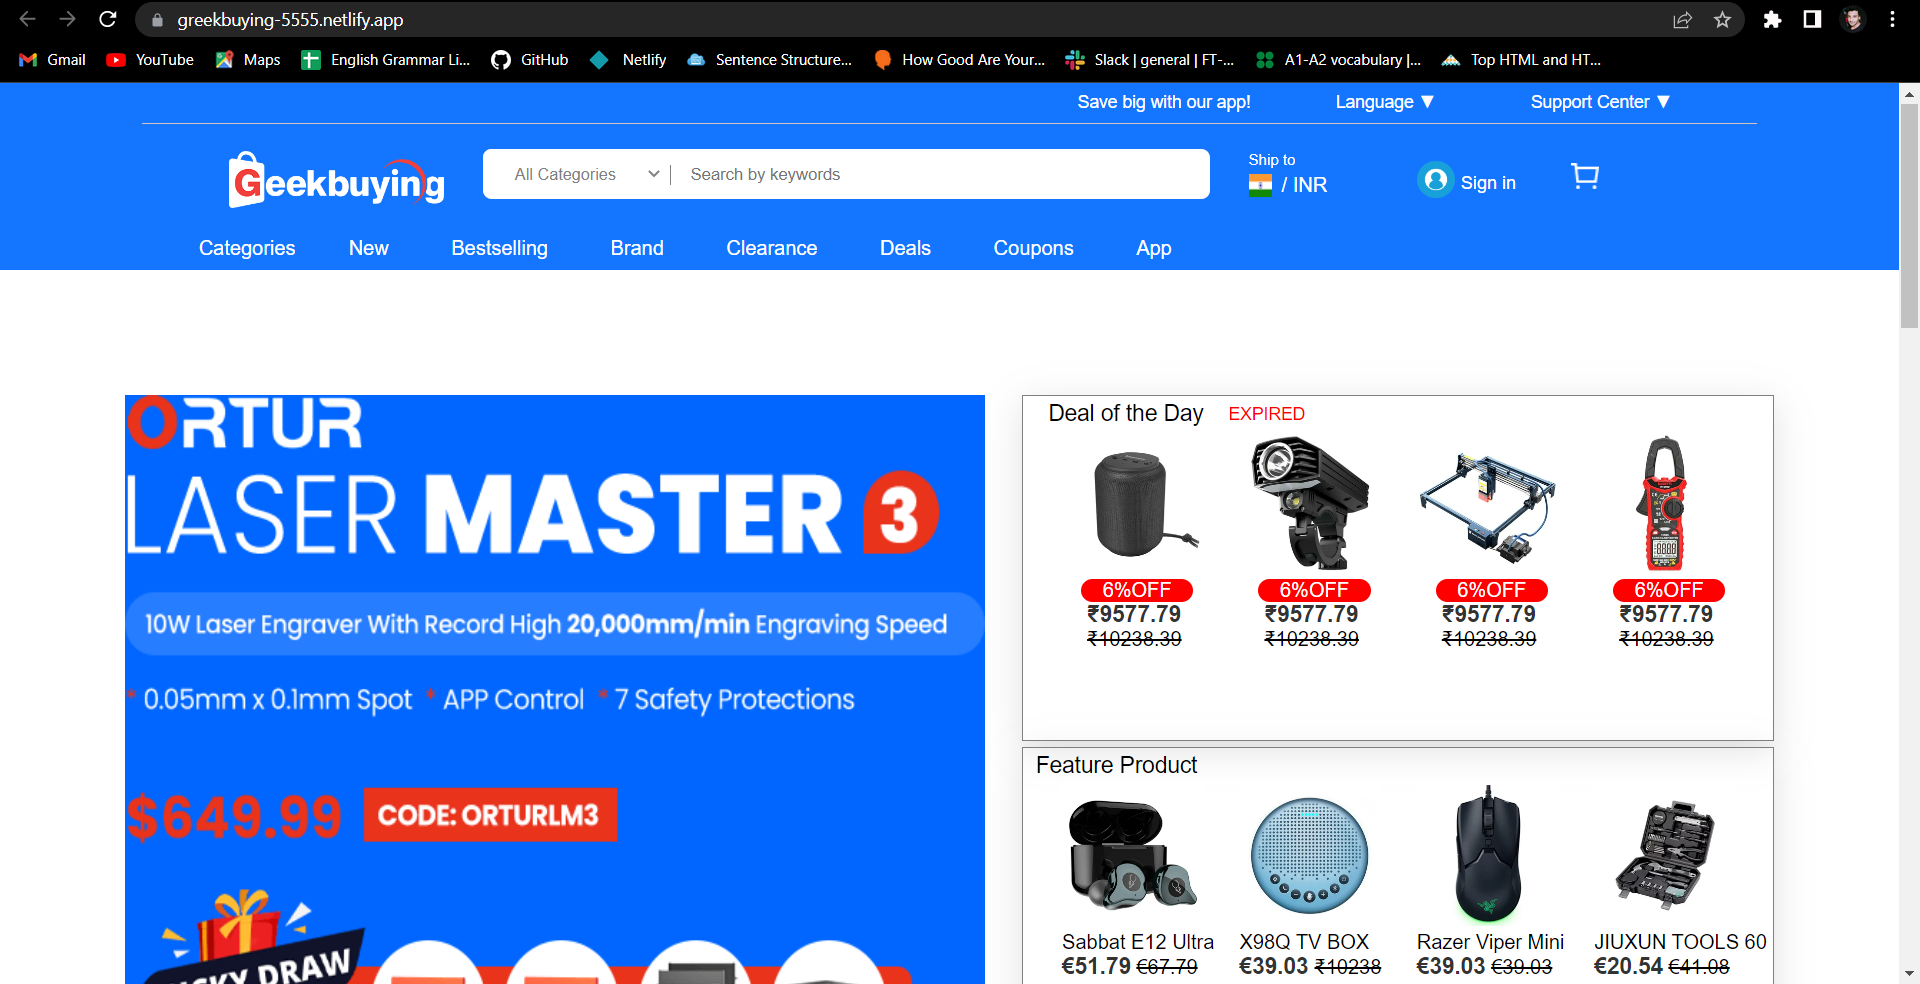 greekbuying-5555.netlify.app
Gmail
YouTube
Maps
English Grammar Li...
GitHub
Netlify
Sentence Structure...
How Good Are Your...
Slack | general | FT-...
A1-A2 vocabulary |...
Top HTML and HT...
Save big with our app!
Language ▼
Support Center ▼
Geekbuying
All Categories
Search by keywords
Ship to
/ INR
Sign in
Categories
New
Bestselling
Brand
Clearance
Deals
Coupons
App
ORTUR
LASER MASTER 3
10W Laser Engraver With Record High 20,000mm/min Engraving Speed
* 0.05mm x 0.1mm Spot * APP Control * 7 Safety Protections
$649.99
CODE: ORTURLM3
DRAW
Deal of the Day
EXPIRED
6%OFF
₹9577.79
₹10238.39
6%OFF
₹9577.79
₹10238.39
6%OFF
₹9577.79
₹10238.39
6%OFF
₹9577.79
₹10238.39
Feature Product
Sabbat E12 Ultra
€51.79 €67.79
X98Q TV BOX
€39.03 ₹10238
Razer Viper Mini
€39.03 €39.03
JIUXUN TOOLS 60
€20.54 €41.08